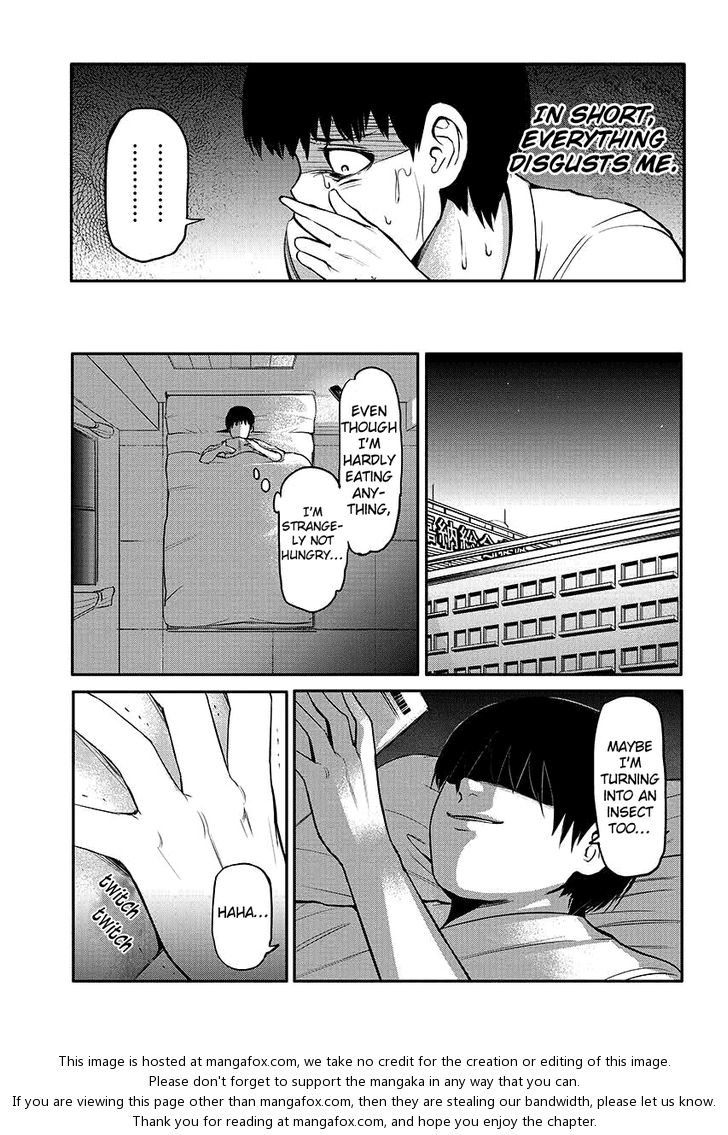 IN SHORT,
EVERYTHING
DISGUSTS ME.
EVEN
THOUGH
I'M
HARDLY
EATING
ANY-
THING,
I'M
STRANGE-
LY NOT
HUNGRY...
MAYBE
I'M
TURNING
INTO AN
INSECT
TOO...
HAHA...
twitch
twitch
This image is hosted at mangafox.com, we take no credit for the creation or editing of this image.
Please don't forget to support the mangaka in any way that you can.
If you are viewing this page other than mangafox.com, then they are stealing our bandwidth, please let us know.
Thank you for reading at mangafox.com, and hope you enjoy the chapter.